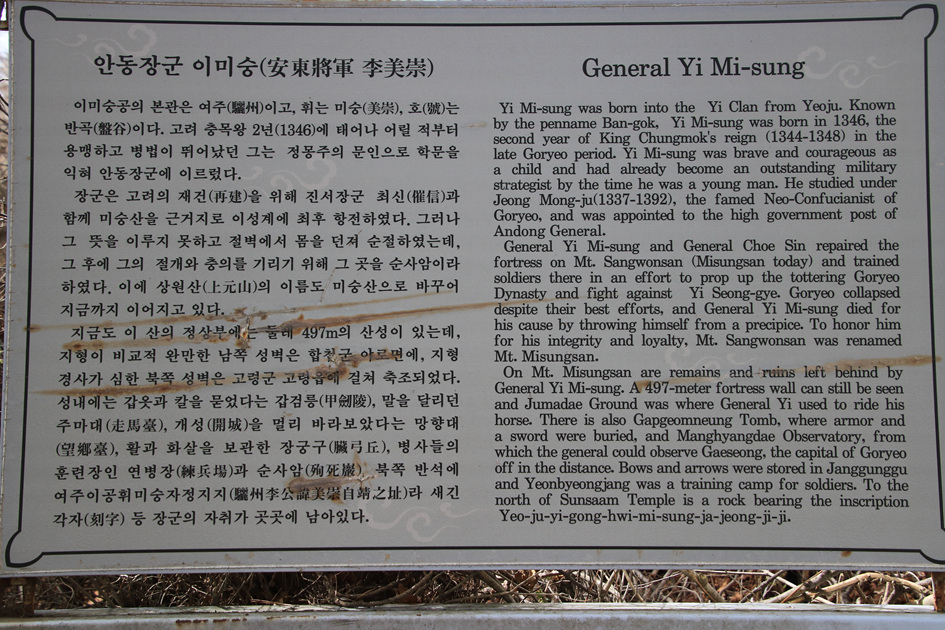 안동장군 이미숭(安東將軍 李美崇)
이미숭공의 본관은 여주(驪州)이고, 휘는 미숭(美崇), 호(號)는
반곡(盤谷)이다. 고려 충목왕 2년(1346)에 태어나 어릴 적부터
용맹하고 병법이 뛰어났던 그는 정몽주의 문인으로 학문을
익혀 안동장군에 이르렀다.
장군은 고려의 재건(再建)을 위해 진서장군 최신(催信)과
함께 미숭산을 근거지로 이성계에 최후 항전하였다. 그러나
그 뜻을 이루지 못하고 절벽에서 몸을 던져 순절하였는데,
그 후에 그의 절개와 충의를 기리기 위해 그 곳을 순사암이라
하였다. 이에 상원산(上元山)의 이름도 미숭산으로 바꾸어
지금까지 이어지고 있다.
지금도 이 산의 정상부에는 둘레 497m의 산성이 있는데,
지형이 비교적 완만한 남쪽 성벽은 합천군 야로면에, 지형
경사가 심한 북쪽 성벽은 고령군 고령읍에 걸쳐 축조되었다.
성내에는 갑옷과 칼을 묻었다는 갑검릉(甲劍陵), 말을 달리던
주마대(走馬臺), 개성(開城)을 멀리 바라보았다는 망향대
(望鄕臺), 활과 화살을 보관한 장궁구(臟弓丘), 병사들의
훈련장인 연병장(練兵場)과 순사암(殉死巖), 북쪽 반석에
여주이공휘미숭자정지지(驪州李公諱美崇自靖之址)라 새긴
각자(刻字) 등 장군의 자취가 곳곳에 남아있다.
General Yi Mi-sung
Yi Mi-sung was born into the Yi Clan from Yeoju. Known
by the penname Ban-gok, Yi Mi-sung was born in 1346, the
second year of King Chungmok's reign (1344-1348) in the
late Goryeo period. Yi Mi-sung was brave and courageous as
a child and had already become an outstanding military
strategist by the time he was a young man. He studied under
Jeong Mong-ju(1337-1392), the famed Neo-Confucianist of
Goryeo, and was appointed to the high government post of
Andong General.
General Yi Mi-sung and General Choe Sin repaired the
fortress on Mt. Sangwonsan (Misungsan today) and trained
soldiers there in an effort to prop up the tottering Goryeo
Dynasty and fight against Yi Seong-gye. Goryeo collapsed
despite their best efforts, and General Yi Mi-sung died for
his cause by throwing himself from a precipice. To honor him
for his integrity and loyalty, Mt. Sangwonsan was renamed
Mt. Misungsan.
On Mt. Misungsan are remains and ruins left behind by
General Yi Mi-sung. A 497-meter fortress wall can still be seen
and Jumadae Ground was where General Yi used to ride his
horse. There is also Gapgeomneung Tomb, where armor and
a sword were buried, and Manghyangdae Observatory, from
which the general could observe Gaeseong, the capital of Goryeo
off in the distance. Bows and arrows were stored in Janggunggu
and Yeonbyeongjang was a training camp for soldiers. To the
north of Sunsaam Temple is a rock bearing the inscription
Yeo-ju-yi-gong-hwi-mi-sung-ja-jeong-ji-ji.